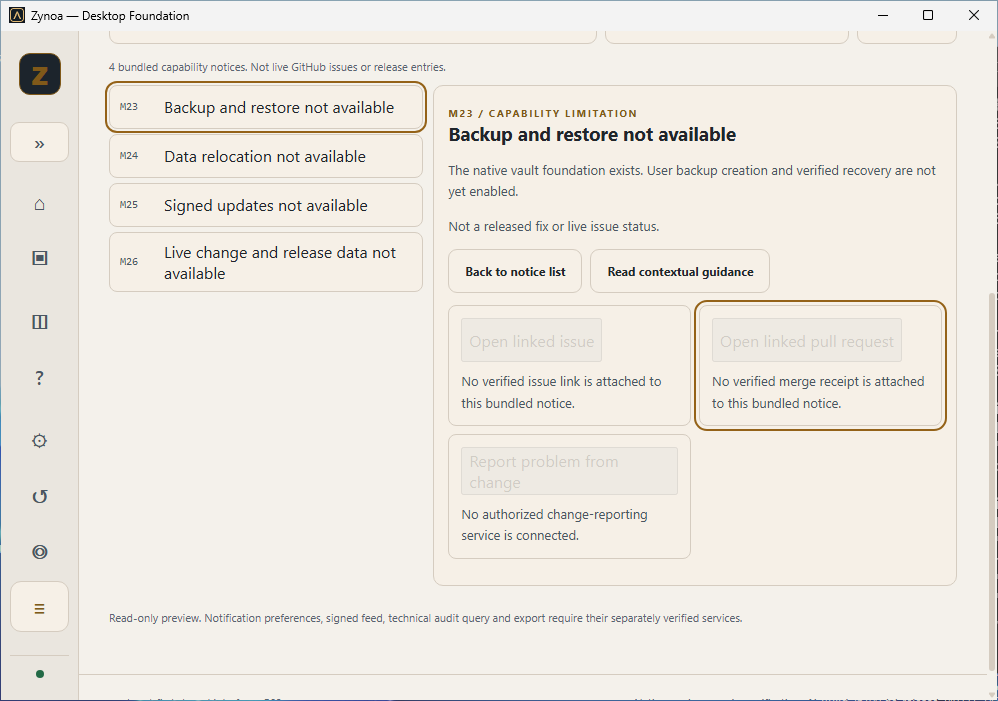 Zynoa — Desktop Foundation
Z
4 bundled capability notices. Not live GitHub issues or release entries.
M23 Backup and restore not available
M24 Data relocation not available
M25 Signed updates not available
M26 Live change and release data not
available
M23 / CAPABILITY LIMITATION
Backup and restore not available
The native vault foundation exists. User backup creation and verified recovery are not
yet enabled.
Not a released fix or live issue status.
Back to notice list
Read contextual guidance
Open linked issue
No verified issue link is attached to
this bundled notice.
Open linked pull request
No verified merge receipt is attached
to this bundled notice.
Report problem from
change
No authorized change-reporting
service is connected.
Read-only preview. Notification preferences, signed feed, technical audit query and export require their separately verified services.